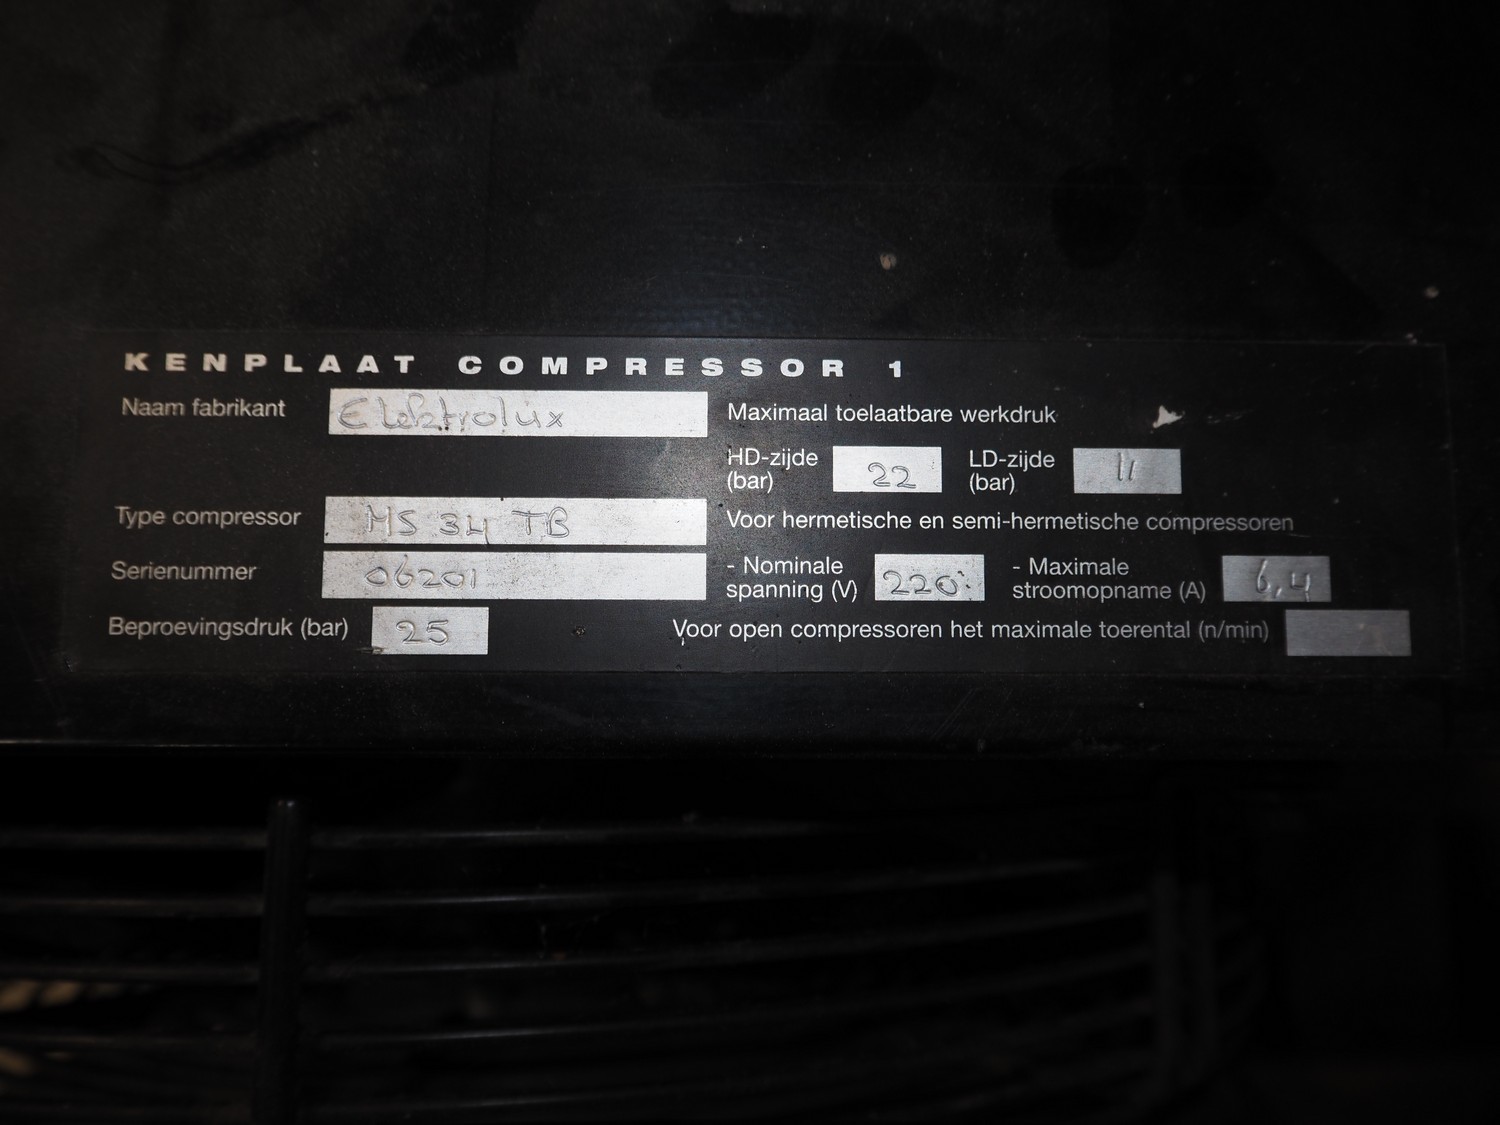 KENPLAAT COMPRESSOR 1
Naam fabrikant Elektrolux
Maximaal toelaatbare werkdruk
HD-zijde (bar) 22 LD-zijde (bar) 11
Type compressor MS 34 TB
Voor hermetische en semi-hermetische compressoren
Serienummer 06201
- Nominale spanning (V) 220 - Maximale stroomopname (A) 6,4
Beproevingsdruk (bar) 25
Voor open compressoren het maximale toerental (n/min)